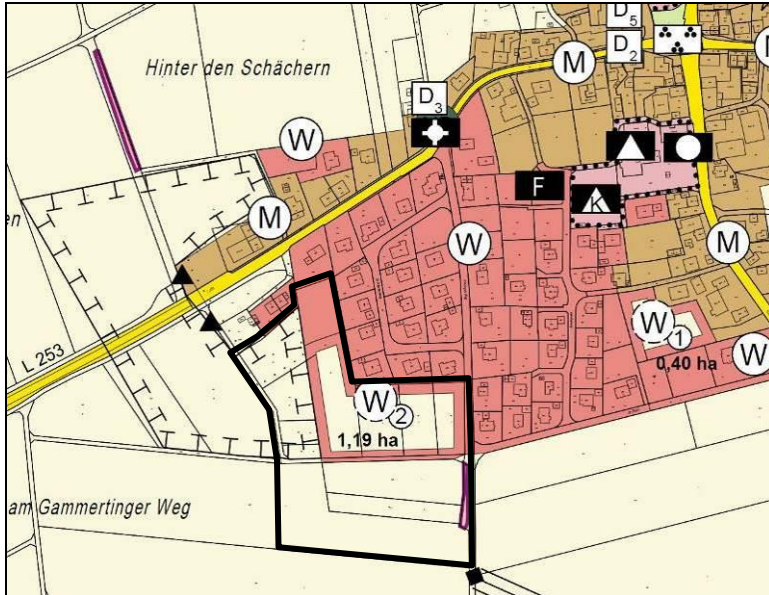 D5
Hinter den Schächern
M
D2
D3
W
F
K
M
W
M
W1
0,40 ha
W
L 253
W2
1,19 ha
am Gammertinger Weg